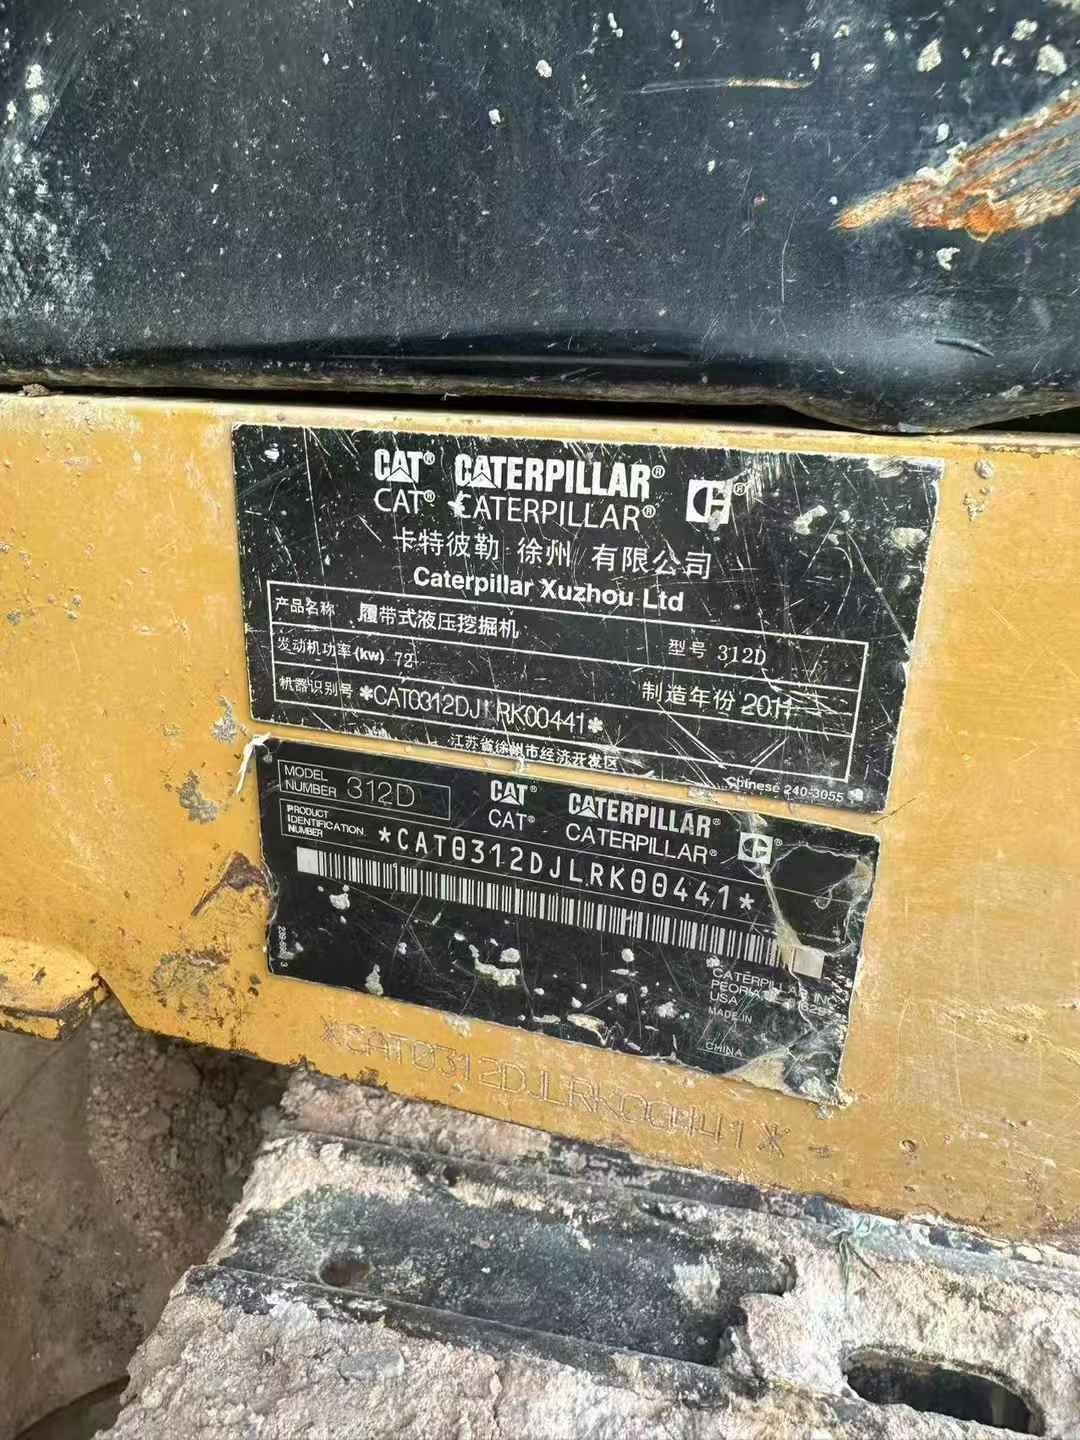 CAT® CATERPILLAR® ®
CAT® CATERPILLAR®
卡特彼勒 徐州 有限公司
Caterpillar Xuzhou Ltd
产品名称 履带式液压挖掘机 型号 312D
发动机功率(kw) 72 制造年份 2011
机器识别号 *CAT0312DJLRK00441*
江苏省徐州市经济开发区
Chinese 240-3055
MODEL NUMBER 312D
CAT® CATERPILLAR® ®
CAT® CATERPILLAR®
PRODUCT
IDENTIFICATION
NUMBER
*CAT0312DJLRK00441*
CATERPILLAR INC.
PEORIA
USA
MADE IN
CHINA
*CAT0312DJLRK00441*